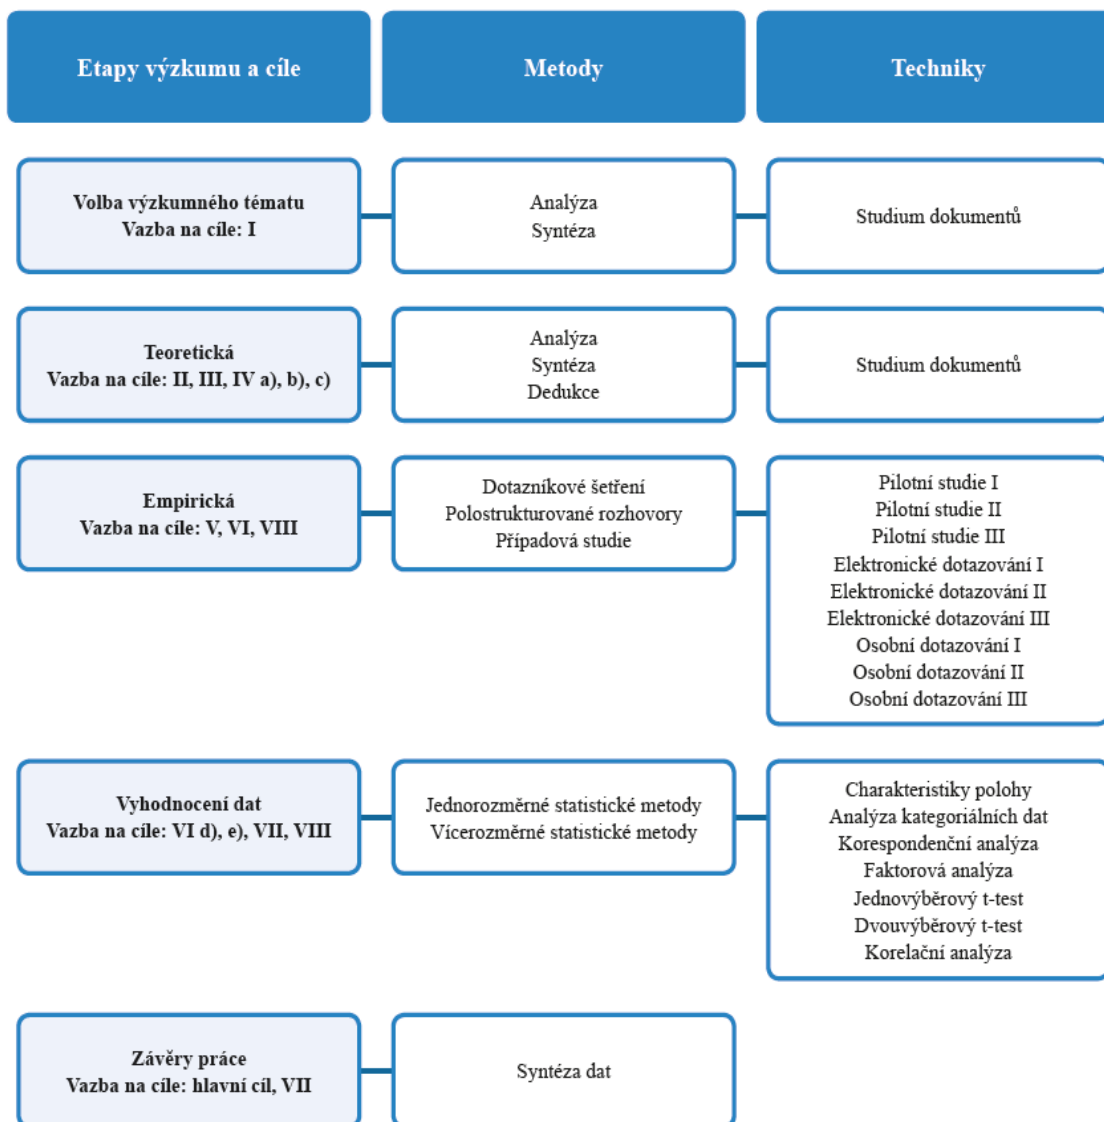 Etapy výzkumu a cíle
Metody
Techniky
Volba výzkumného tématu
Vazba na cíle: I
Analýza
Syntéza
Studium dokumentů
Teoretická
Vazba na cíle: II, III, IV a), b), c)
Analýza
Syntéza
Dedukce
Studium dokumentů
Empirická
Vazba na cíle: V, VI, VIII
Dotazníkové šetření
Polostrukturované rozhovory
Případová studie
Pilotní studie I
Pilotní studie II
Pilotní studie III
Elektronické dotazování I
Elektronické dotazování II
Elektronické dotazování III
Osobní dotazování I
Osobní dotazování II
Osobní dotazování III
Vyhodnocení dat
Vazba na cíle: VI d), e), VII, VIII
Jednorozměrné statistické metody
Vícerozměrné statistické metody
Charakteristiky polohy
Analýza kategoriálních dat
Korespondenční analýza
Faktorová analýza
Jednovýběrový t-test
Dvouvýběrový t-test
Korelační analýza
Závěry práce
Vazba na cíle: hlavní cíl, VII
Syntéza dat